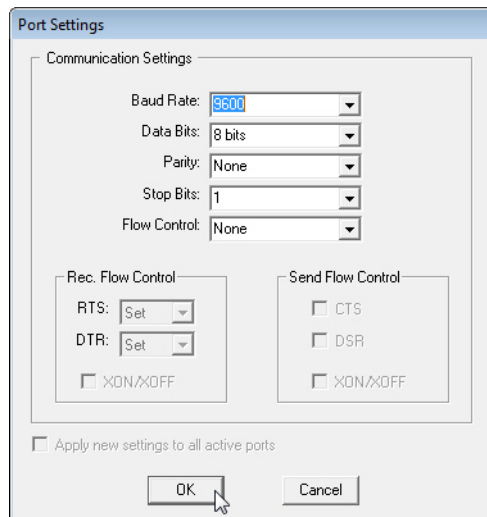 Port Settings
Communication Settings
Baud Rate: 9600
Data Bits: 8 bits
Parity: None
Stop Bits: 1
Flow Control: None
Rec. Flow Control
RTS: Set
DTR: Set
XON/XOFF
Send Flow Control
CTS
DSR
XON/XOFF
Apply new settings to all active ports
OK Cancel